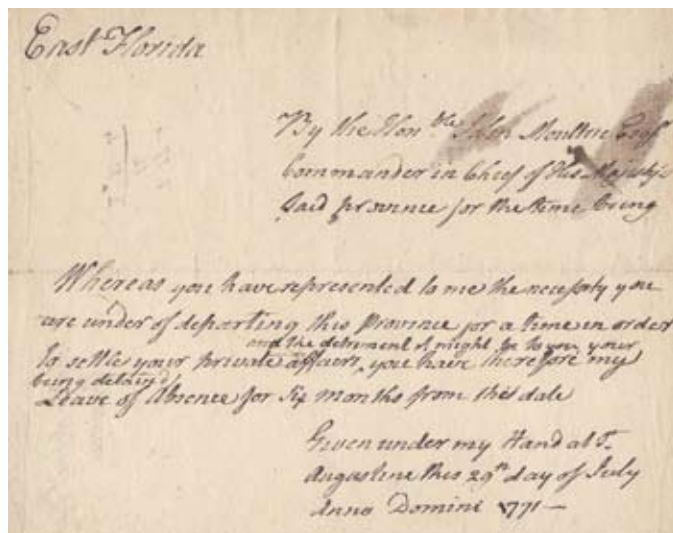 East Florida
By the Hon.ble John Moultrie Esqr
Commander in Chief of His Majesty's
Said province for the time being
Whereas you have represented to me the necessity you
are under of departing this Province for a time in order
and the detriment it might be to you your
to settle your private affairs, you have therefore my
being delay'd
Leave of Absence for Six months from this date
Given under my Hand at St.
Augustine this 29th day of July
Anno Domini 1771—